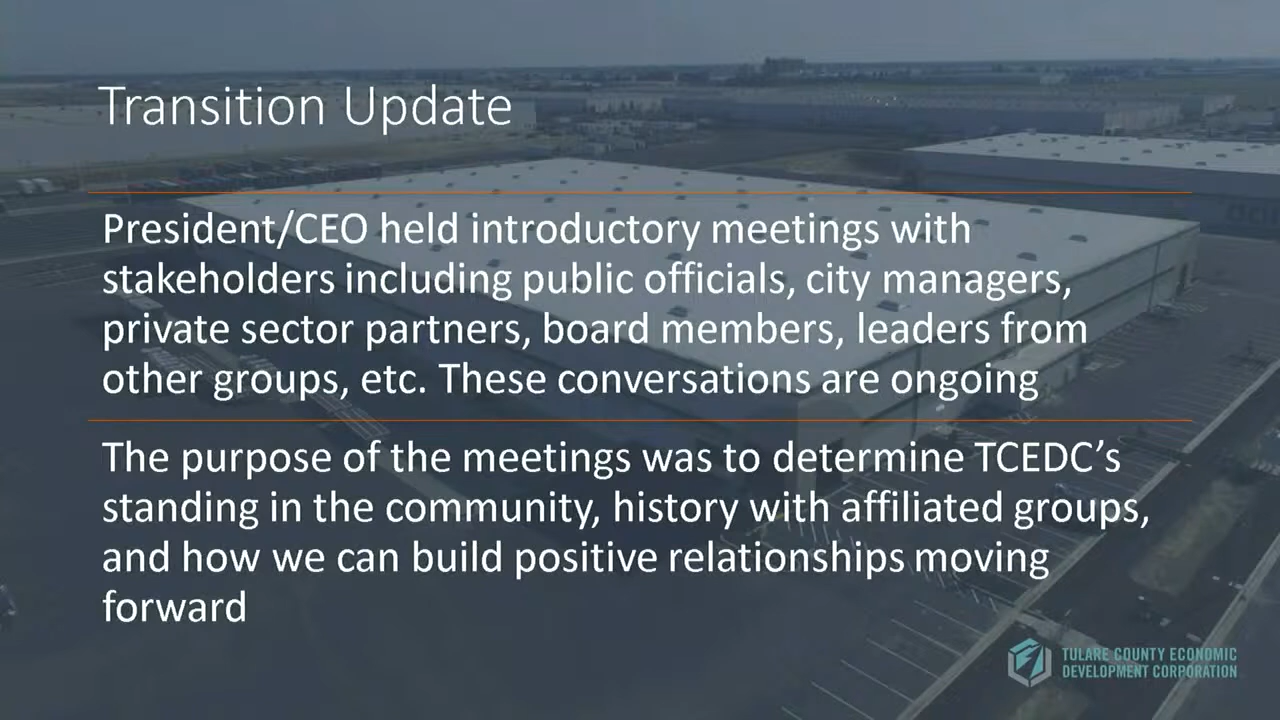 Transition Update
President/CEO held introductory meetings with
stakeholders including public officials, city managers,
private sector partners, board members, leaders from
other groups, etc. These conversations are ongoing
The purpose of the meetings was to determine TCEDC’s
standing in the community, history with affiliated groups,
and how we can build positive relationships moving
forward
TULARE COUNTY ECONOMIC
DEVELOPMENT CORPORATION